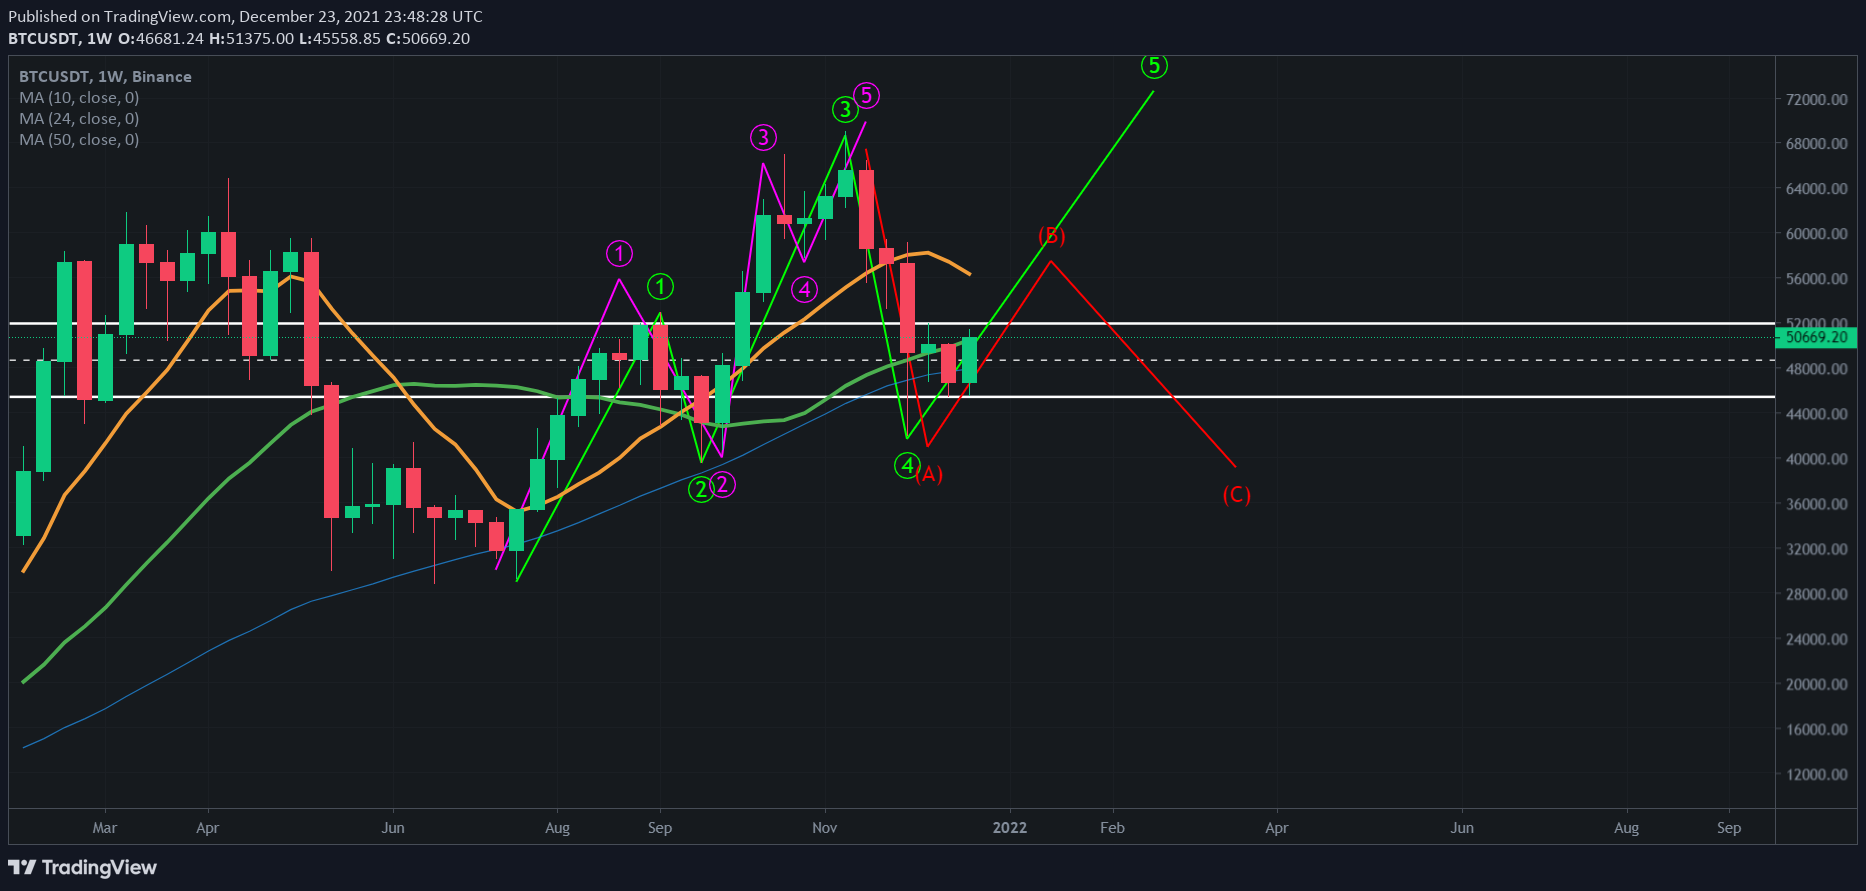 Published on TradingView.com, December 23, 2021 23:48:28 UTC
BTCUSDT, 1W O:46681.24 H:51375.00 L:45558.85 C:50669.20
BTCUSDT, 1W, Binance
MA (10, close, 0)
MA (24, close, 0)
MA (50, close, 0)
5
3
5
3
1
1
4
2
2
4
(A)
(B)
(C)
72000.00
68000.00
64000.00
60000.00
56000.00
52000.00
50669.20
48000.00
44000.00
40000.00
36000.00
32000.00
28000.00
24000.00
20000.00
16000.00
12000.00
Mar Apr Jun Aug Sep Nov 2022 Feb Apr Jun Aug Sep
TradingView